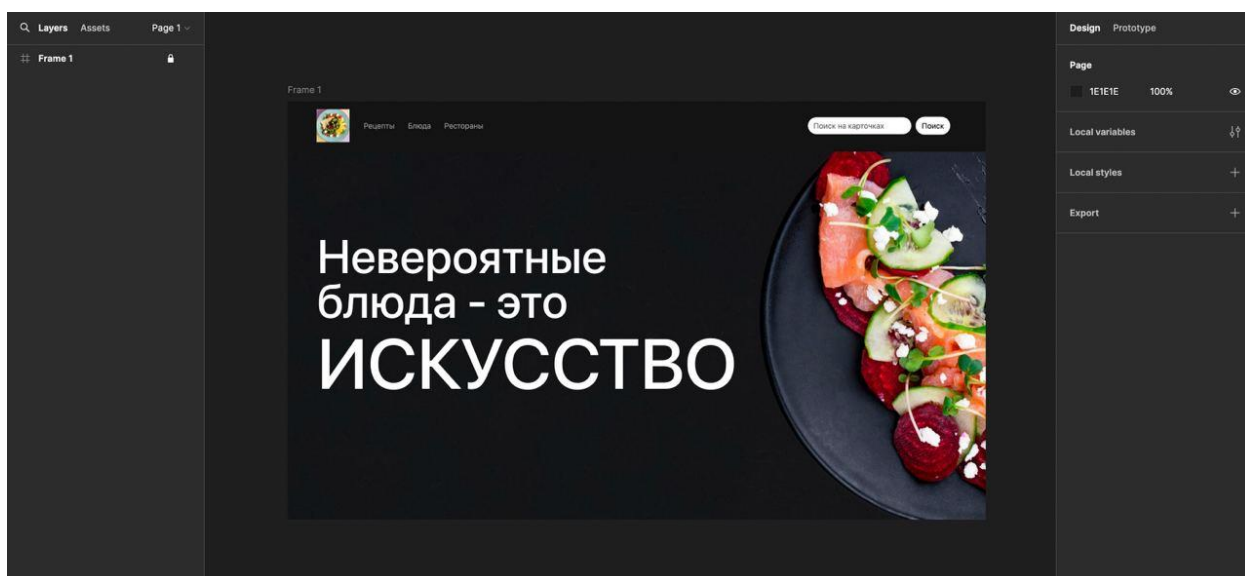 Layers Assets Page 1
Frame 1
Frame 1
Рецепты Блюда Рестораны
Поиск на карточках Поиск
Невероятные
блюда - это
ИСКУССТВО
Design Prototype
Page
1E1E1E 100%
Local variables
Local styles
Export